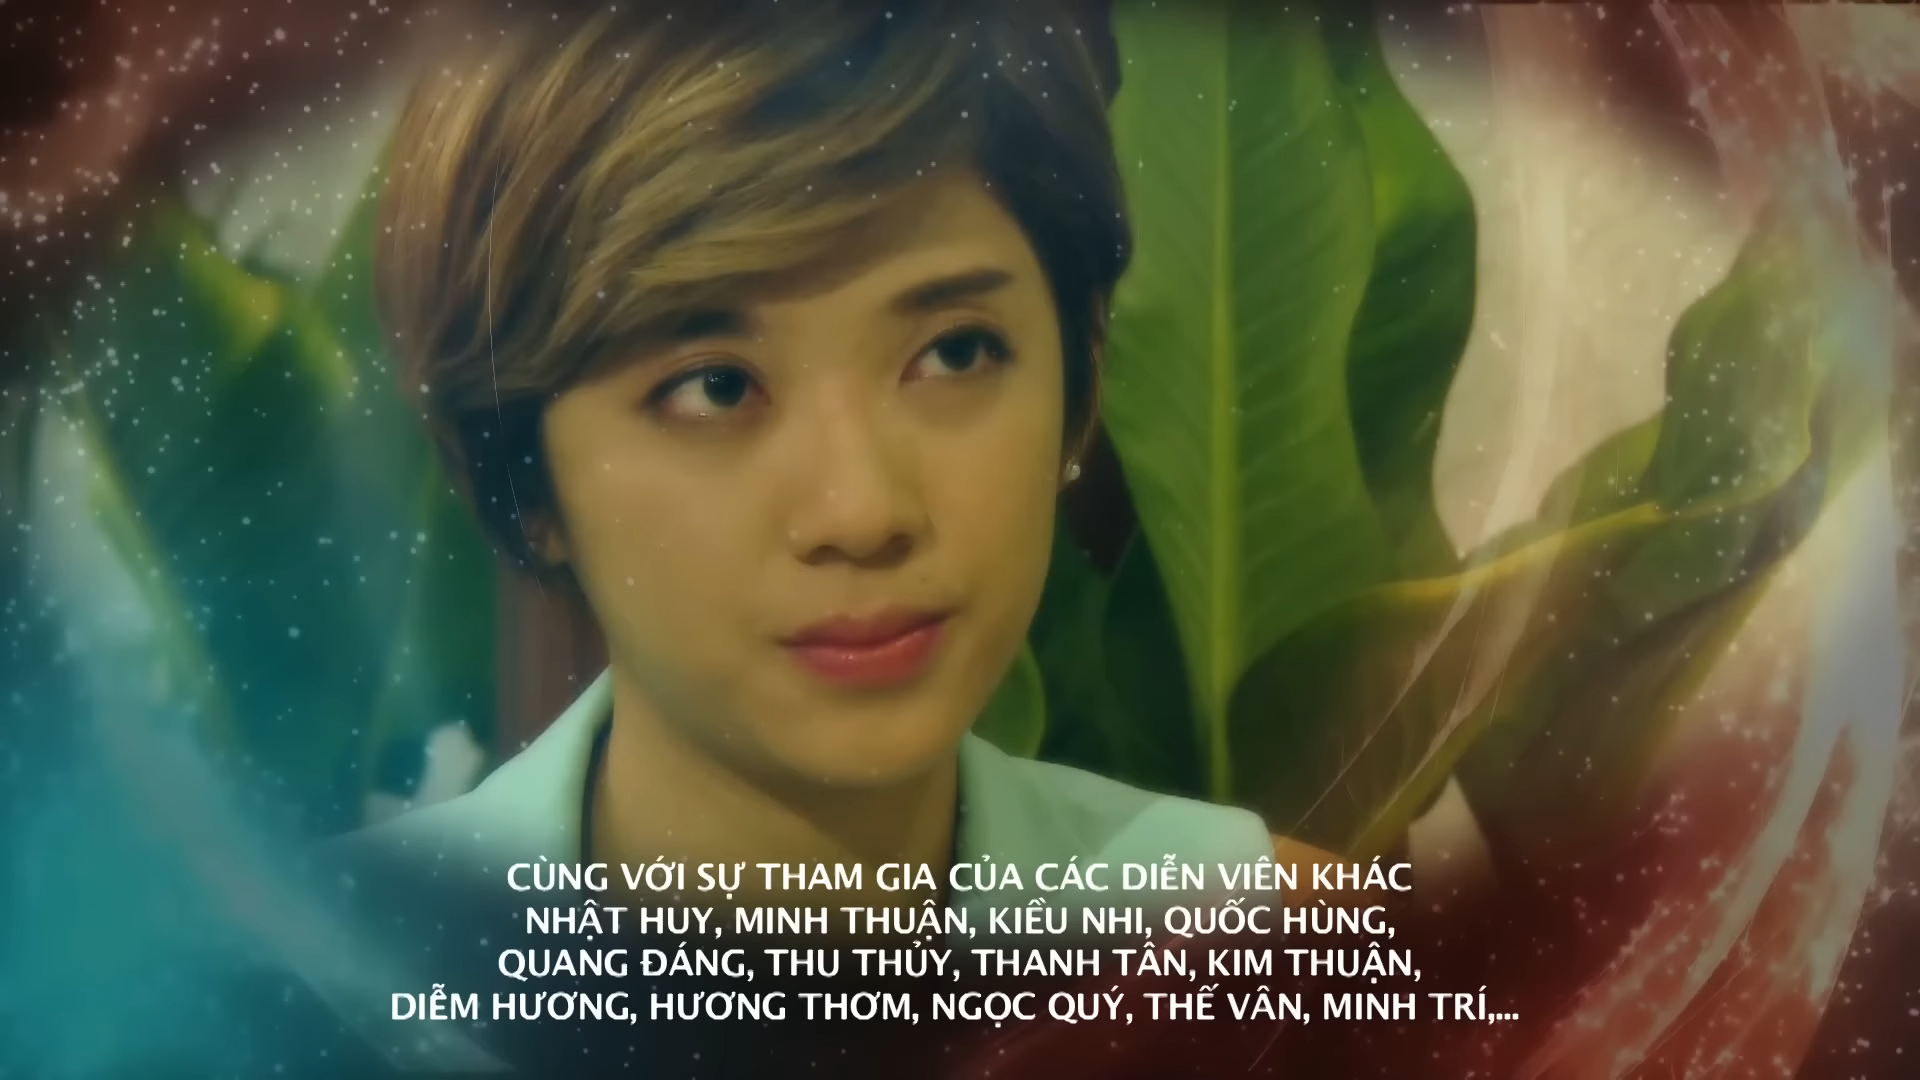 CÙNG VỚI SỰ THAM GIA CỦA CÁC DIỄN VIÊN KHÁC
NHẬT HUY, MINH THUẬN, KIỀU NHI, QUỐC HÙNG,
QUANG ĐÁNG, THU THỦY, THANH TÂN, KIM THUẬN,
DIỄM HƯƠNG, HƯƠNG THƠM, NGỌC QUÝ, THẾ VÂN, MINH TRÍ,...